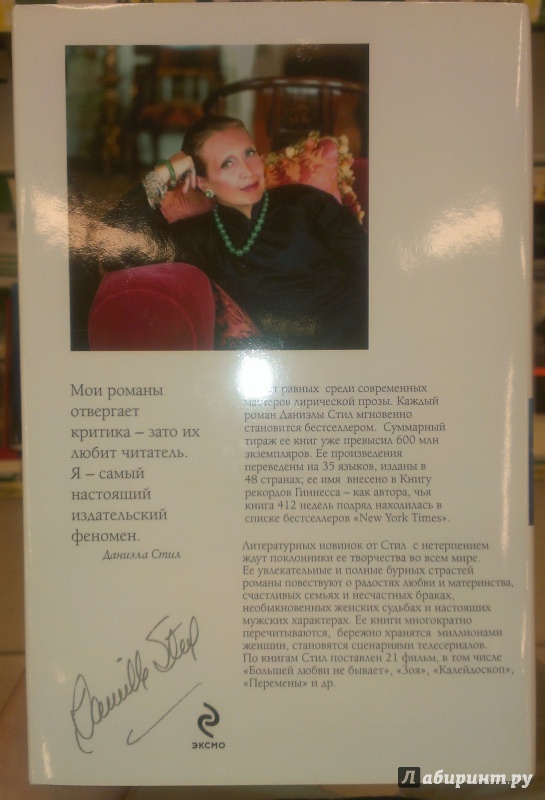 Мои романы
отвергает
критика – зато их
любит читатель.
Я – самый
настоящий
издательский
феномен.
Даниэла Стил
равных среди современных
мастеров лирической прозы. Каждый
роман Даниэлы Стил мгновенно
становится бестселлером. Суммарный
тираж ее книг уже превысил 600 млн
экземпляров. Ее произведения
переведены на 35 языков, изданы в
48 странах; ее имя внесено в Книгу
рекордов Гиннесса – как автора, чья
книга 412 недель подряд находилась в
списке бестселлеров «New York Times».
Литературных новинок от Стил с нетерпением
ждут поклонники ее творчества во всем мире.
Ее увлекательные и полные бурных страстей
романы повествуют о радостях любви и материнства,
счастливых семьях и несчастных браках,
необыкновенных женских судьбах и настоящих
мужских характерах. Ее книги многократно
перечитываются, бережно хранятся миллионами
женщин, становятся сценариями телесериалов.
По книгам Стил поставлен 21 фильм, в том числе
«Большей любви не бывает», «Зоя», «Калейдоскоп»,
«Перемены» и др.
Danielle Steel
ЭКСМО
Лабиринт.ру